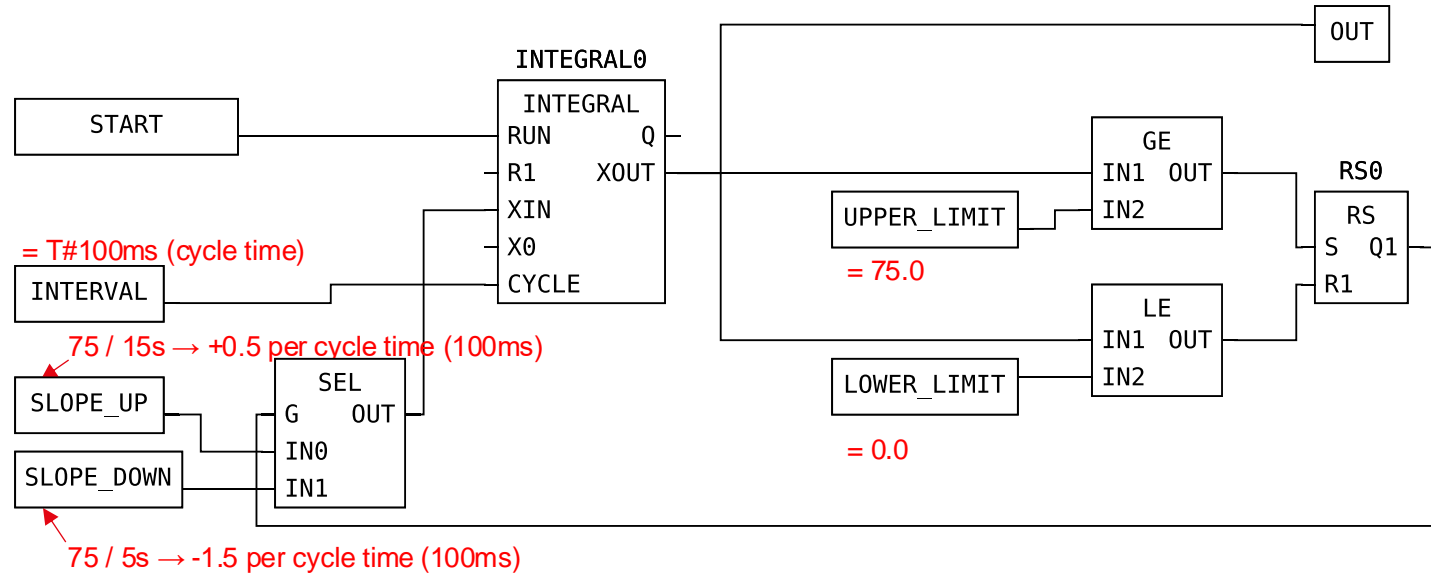 OUT
INTEGRAL0
INTEGRAL
START
RUN Q
R1 XOUT
XIN
X0
CYCLE
GE
IN1 OUT
IN2
UPPER_LIMIT
= 75.0
RS0
RS
S Q1
R1
= T#100ms (cycle time)
INTERVAL
LE
IN1 OUT
IN2
LOWER_LIMIT
= 0.0
75 / 15s → +0.5 per cycle time (100ms)
SLOPE_UP
SEL
G OUT
IN0
IN1
SLOPE_DOWN
75 / 5s → -1.5 per cycle time (100ms)